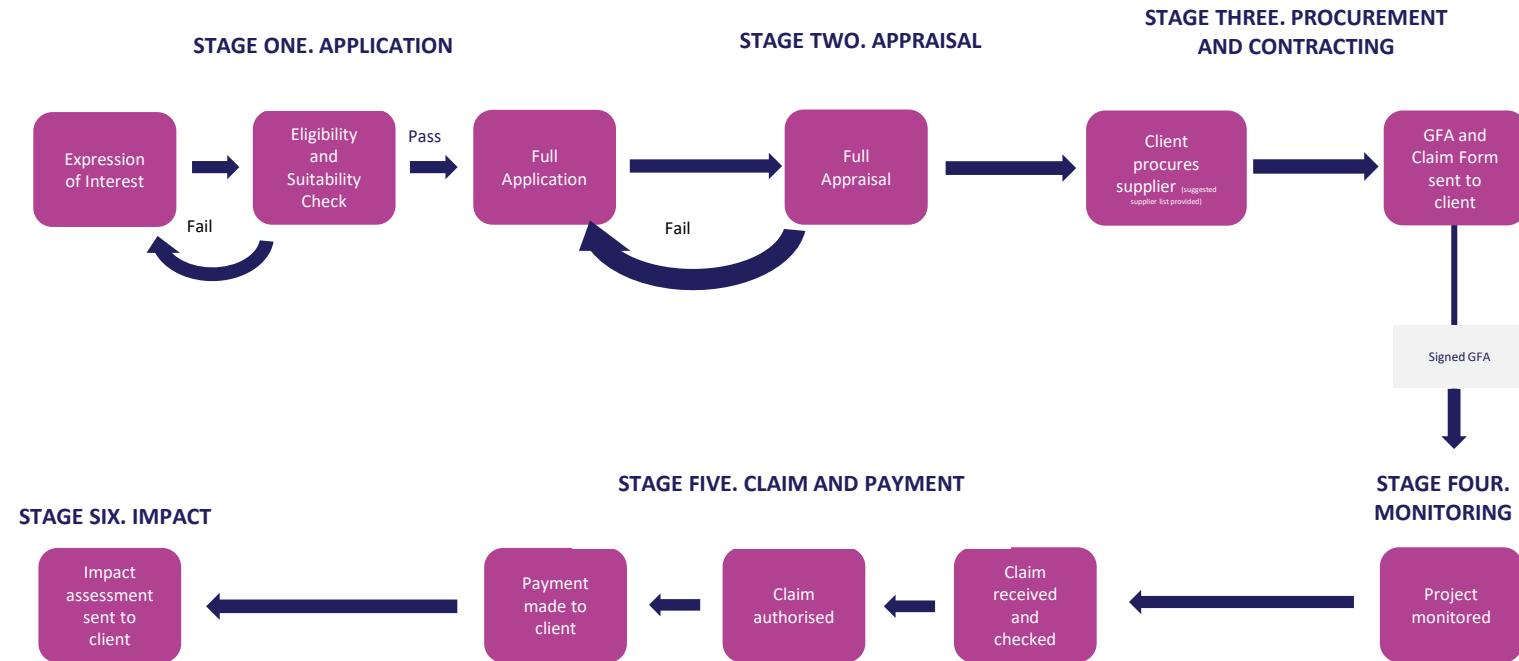 STAGE ONE. APPLICATION
STAGE TWO. APPRAISAL
STAGE THREE. PROCUREMENT
AND CONTRACTING
Expression
of Interest
Eligibility
and
Suitability
Check
Pass
Fail
Full
Application
Full
Appraisal
Fail
Client
procures
supplier (suggested
supplier list provided)
GFA and
Claim Form
sent to
client
Signed GFA
STAGE FOUR.
MONITORING
STAGE FIVE. CLAIM AND PAYMENT
STAGE SIX. IMPACT
Impact
assessment
sent to
client
Payment
made to
client
Claim
authorised
Claim
received
and
checked
Project
monitored